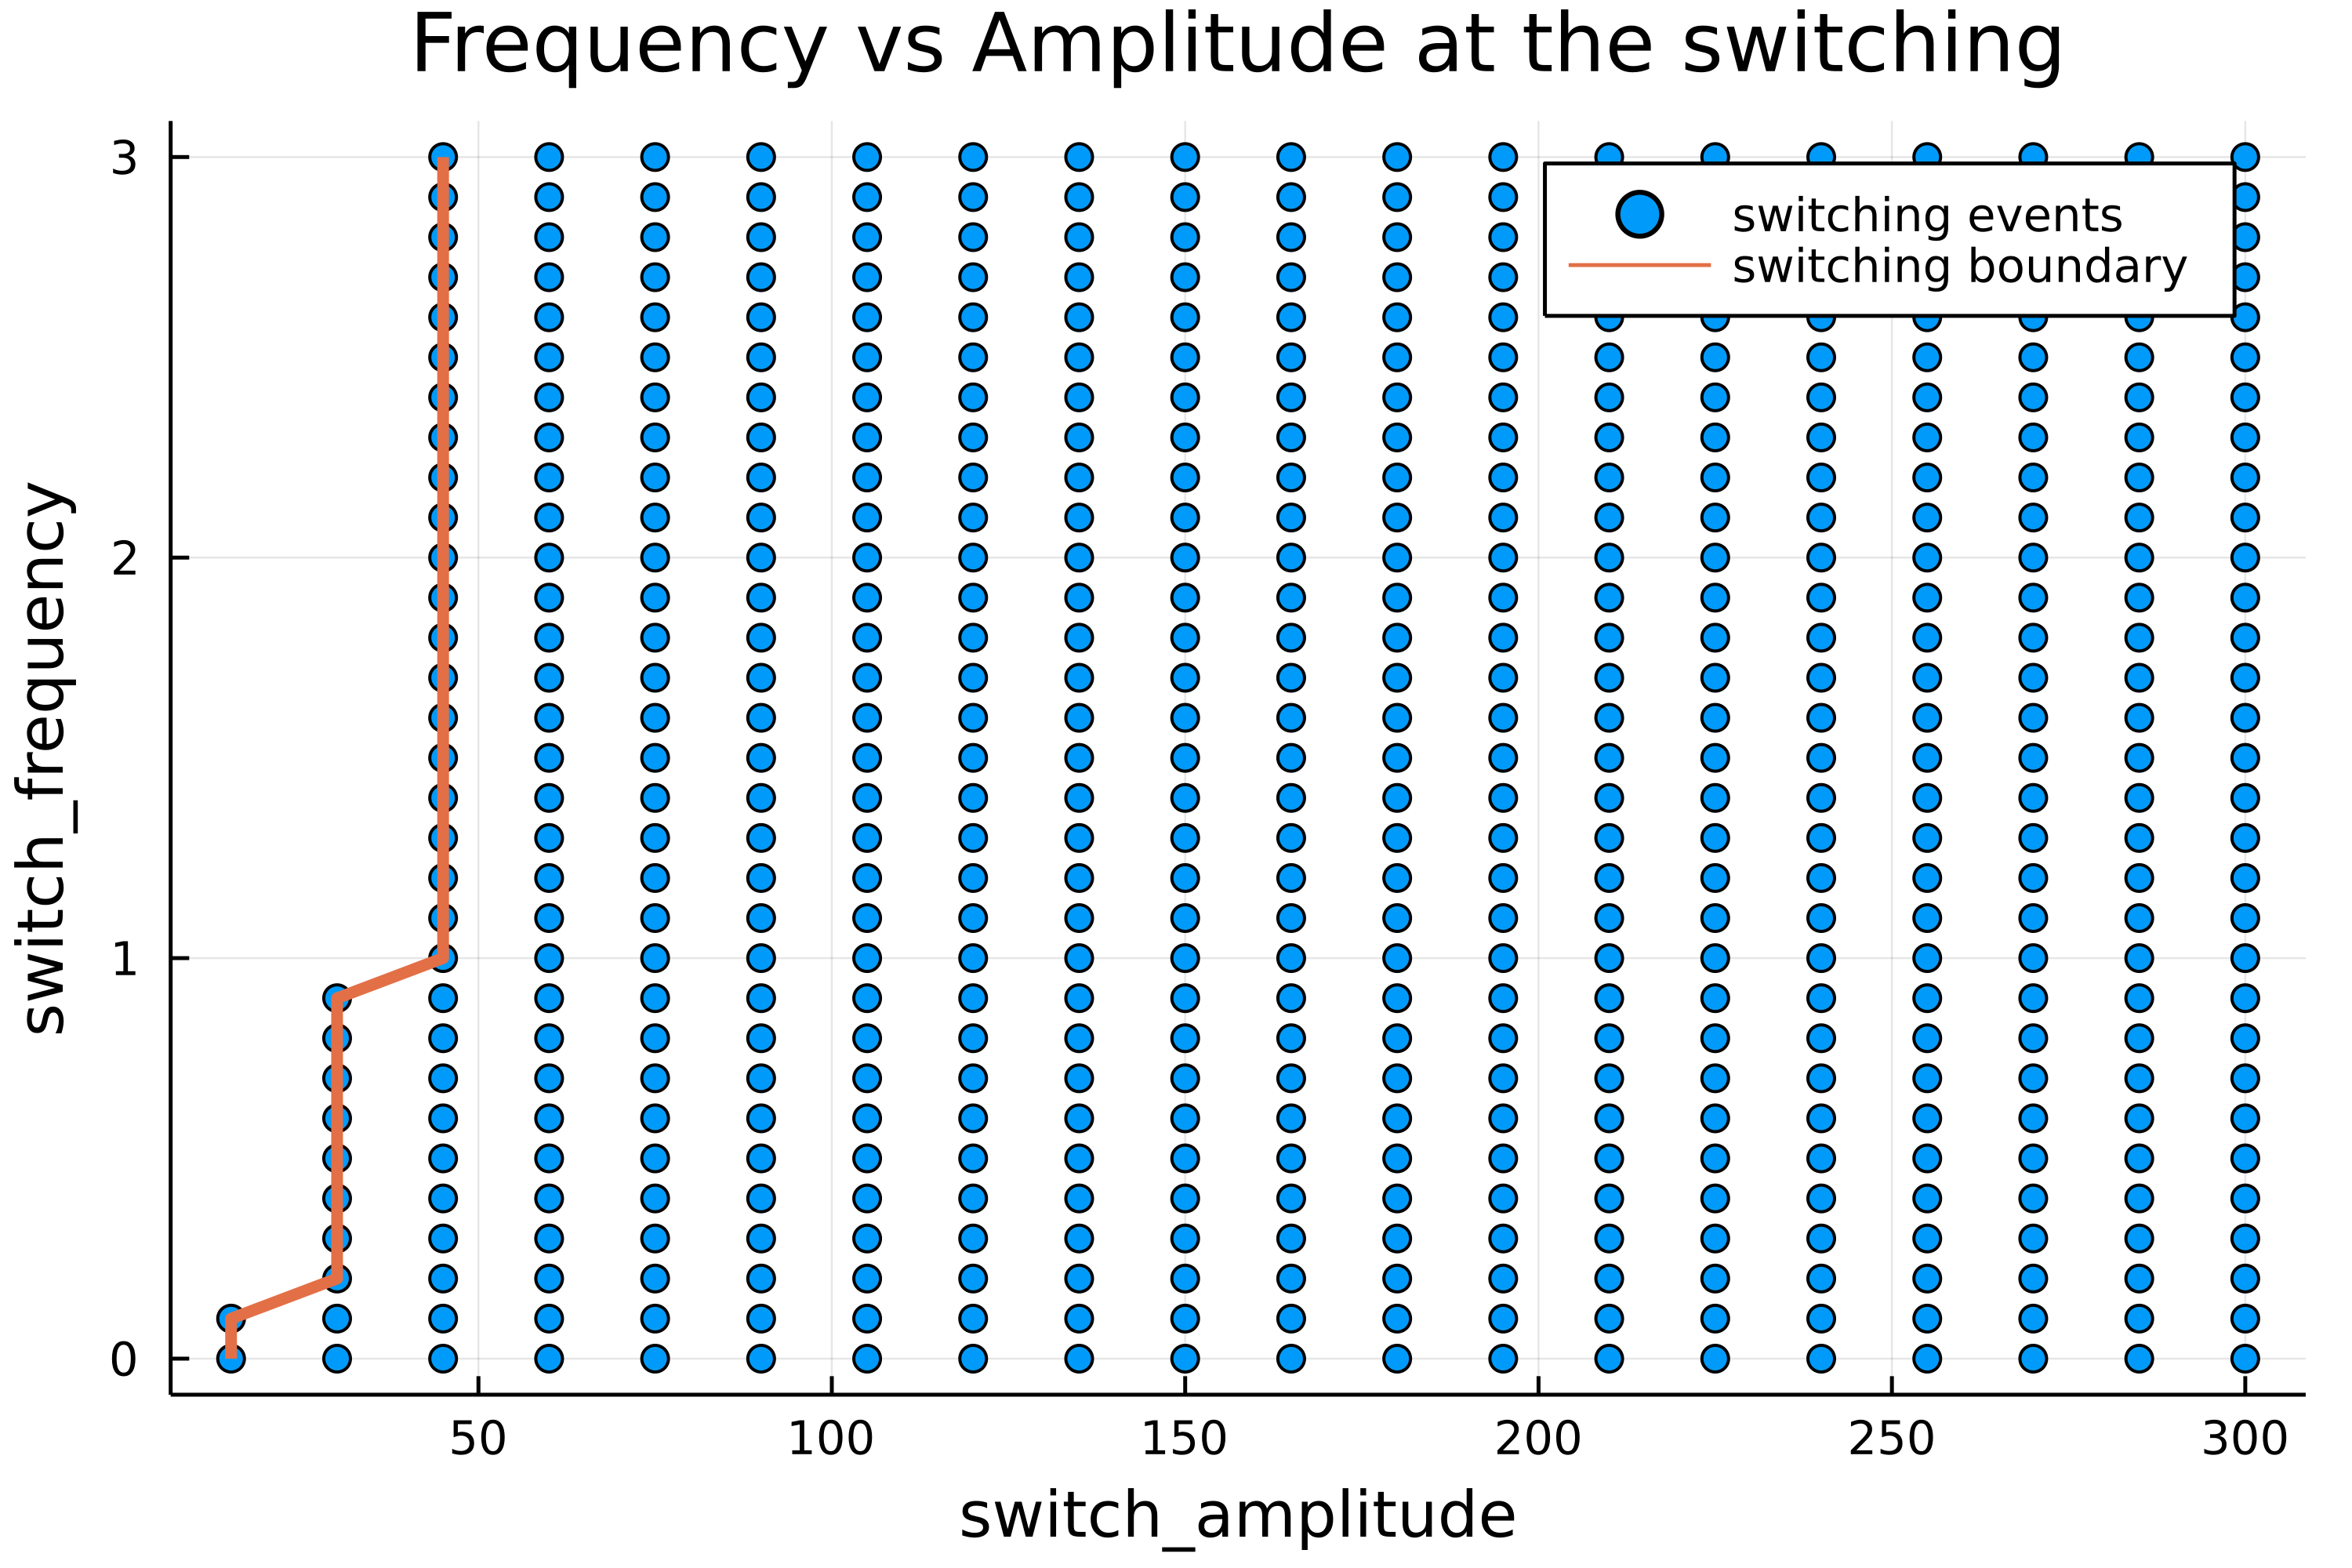 Frequency vs Amplitude at the switching
switching events
switching boundary
3
2
1
0
switch_frequency
50 100 150 200 250 300
switch_amplitude